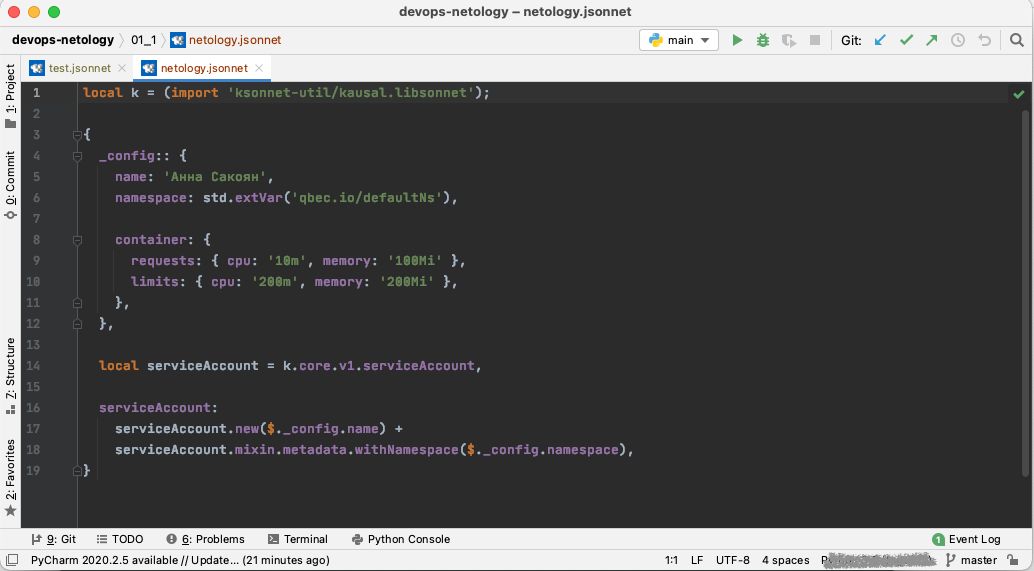 devops-netology – netology.jsonnet
devops-netology 01_1 netology.jsonnet main Git:
test.jsonnet netology.jsonnet
1: Project
0: Commit
7: Structure
2: Favorites
1 local k = (import 'ksonnet-util/kausal.libsonnet');
2
3 {
4 _config:: {
5 name: 'Анна Сакоян',
6 namespace: std.extVar('qbec.io/defaultNs'),
7
8 container: {
9 requests: { cpu: '10m', memory: '100Mi' },
10 limits: { cpu: '200m', memory: '200Mi' },
11 },
12 },
13
14 local serviceAccount = k.core.v1.serviceAccount,
15
16 serviceAccount:
17 serviceAccount.new($._config.name) +
18 serviceAccount.mixin.metadata.withNamespace($._config.namespace),
19 }
9: Git TODO 6: Problems Terminal Python Console 1 Event Log
PyCharm 2020.2.5 available // Update... (21 minutes ago) 1:1 LF UTF-8 4 spaces master